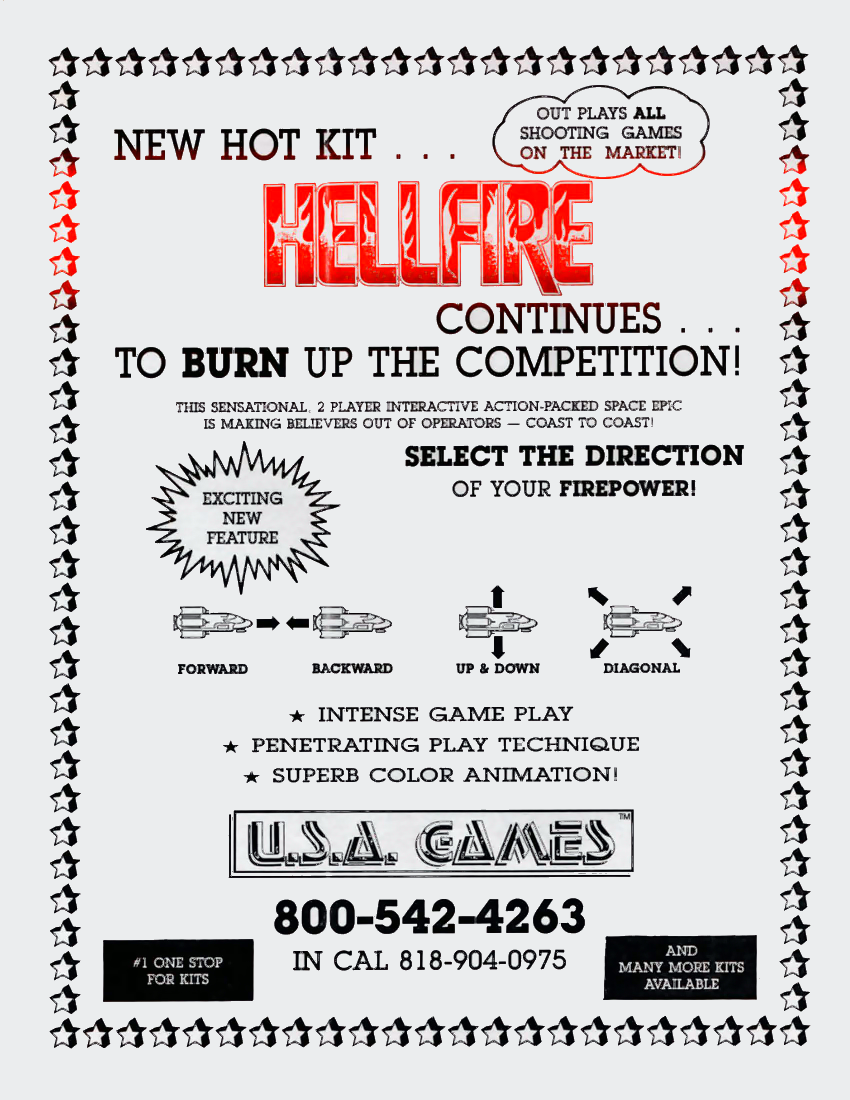 NEW HOT KIT . . .
OUT PLAYS ALL
SHOOTING GAMES
ON THE MARKET!
HELLFIRE
CONTINUES . . .
TO BURN UP THE COMPETITION!
THIS SENSATIONAL, 2 PLAYER INTERACTIVE ACTION-PACKED SPACE EPIC
IS MAKING BELIEVERS OUT OF OPERATORS — COAST TO COAST!
SELECT THE DIRECTION
OF YOUR FIREPOWER!
EXCITING
NEW
FEATURE
FORWARD
BACKWARD
UP & DOWN
DIAGONAL
★ INTENSE GAME PLAY
★ PENETRATING PLAY TECHNIQUE
★ SUPERB COLOR ANIMATION!
U.S.A. GAMES™
800-542-4263
IN CAL 818-904-0975
#1 ONE STOP
FOR KITS
AND
MANY MORE KITS
AVAILABLE